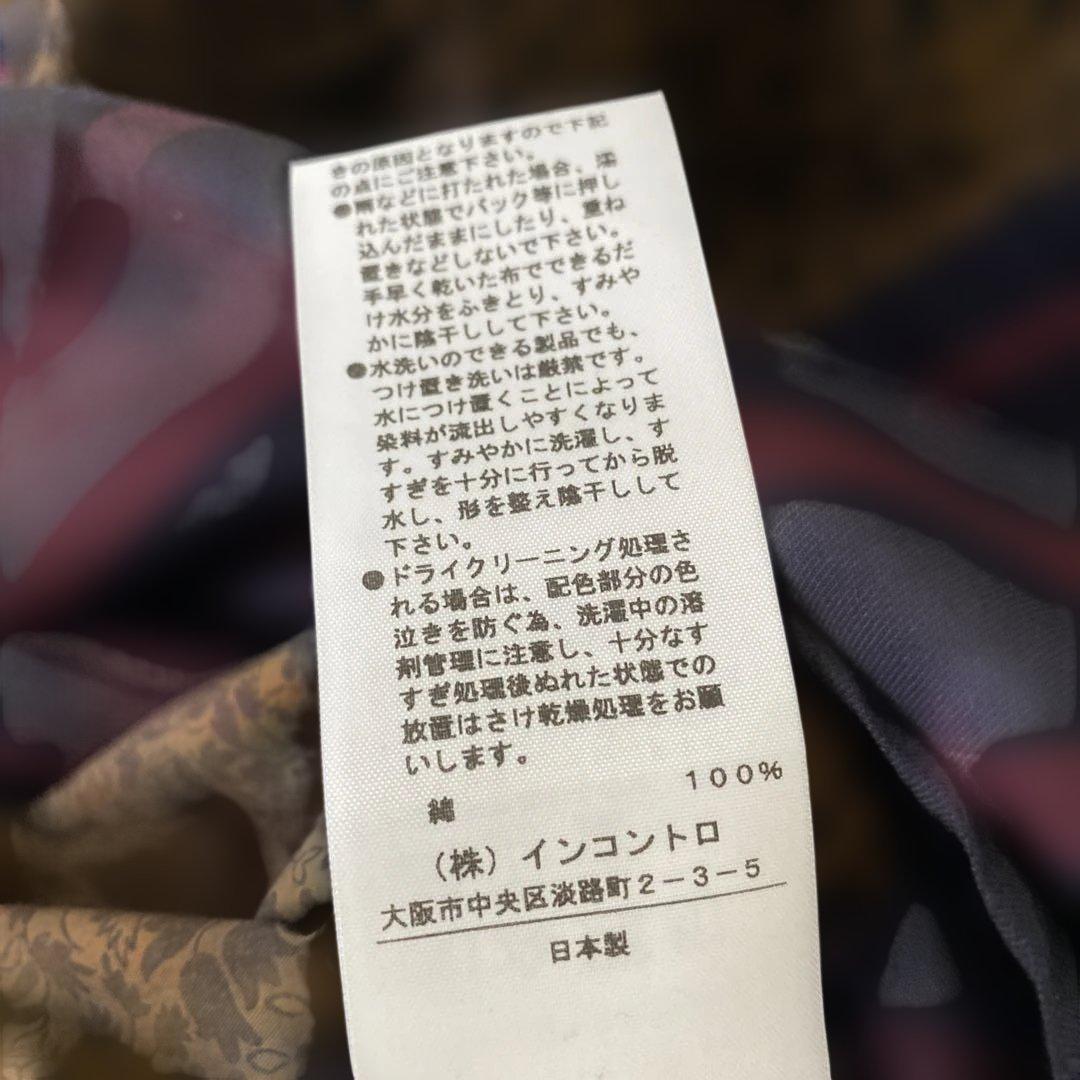 きの原因となりますので下記
の点にご注意下さい。
●雨などに打たれた場合、濡
れた状態でバック等に押し
込んだままにしたり、重ね
置きなどしないで下さい。
手早く乾いた布でできるだ
け水分をふきとり、すみや
かに陰干しして下さい。
●水洗いのできる製品でも、
つけ置き洗いは厳禁です。
水につけ置くことによって
染料が流出しやすくなりま
す。すみやかに洗濯し、す
すぎを十分に行ってから脱
水し、形を整え陰干しして
下さい。
●ドライクリーニング処理さ
れる場合は、配色部分の色
泣きを防ぐ為、洗濯中の溶
剤管理に注意し、十分なす
すぎ処理後ぬれた状態での
放置はさけ乾燥処理をお願
いします。
綿 100%
(株) インコントロ
大阪市中央区淡路町2-3-5
日本製